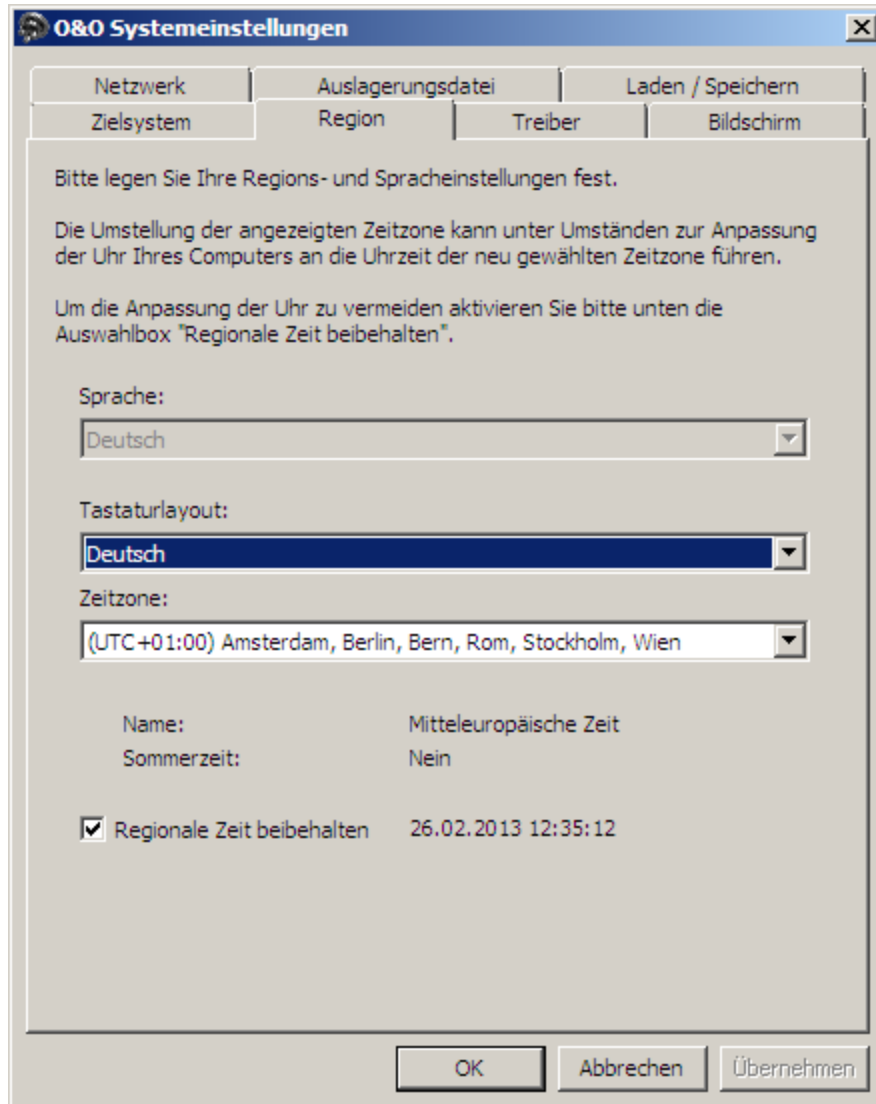 O&O Systemeinstellungen
Netzwerk
Auslagerungsdatei
Laden / Speichern
Zielsystem
Region
Treiber
Bildschirm
Bitte legen Sie Ihre Regions- und Spracheinstellungen fest.
Die Umstellung der angezeigten Zeitzone kann unter Umständen zur Anpassung
der Uhr Ihres Computers an die Uhrzeit der neu gewählten Zeitzone führen.
Um die Anpassung der Uhr zu vermeiden aktivieren Sie bitte unten die
Auswahlbox "Regionale Zeit beibehalten".
Sprache:
Deutsch
Tastaturlayout:
Deutsch
Zeitzone:
(UTC+01:00) Amsterdam, Berlin, Bern, Rom, Stockholm, Wien
Name: Mitteleuropäische Zeit
Sommerzeit: Nein
Regionale Zeit beibehalten 26.02.2013 12:35:12
OK
Abbrechen
Übernehmen